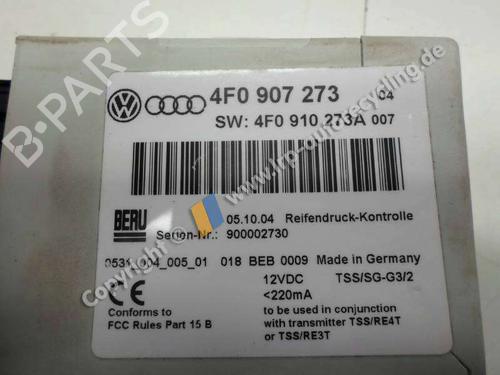 B-PARTS
4F0 907 273 04
SW: 4F0 910 273A 007
BERU
05.10.04 Reifendruck-Kontrolle
Serien-Nr.: 900002730
0531_004_005_01 018 BEB 0009 Made in Germany
CE
12VDC TSS/SG-G3/2
<220mA
Conforms to
FCC Rules Part 15 B
to be used in conjunction
with transmitter TSS/RE4T
or TSS/RE3T
www.lrp-autorecycling.de